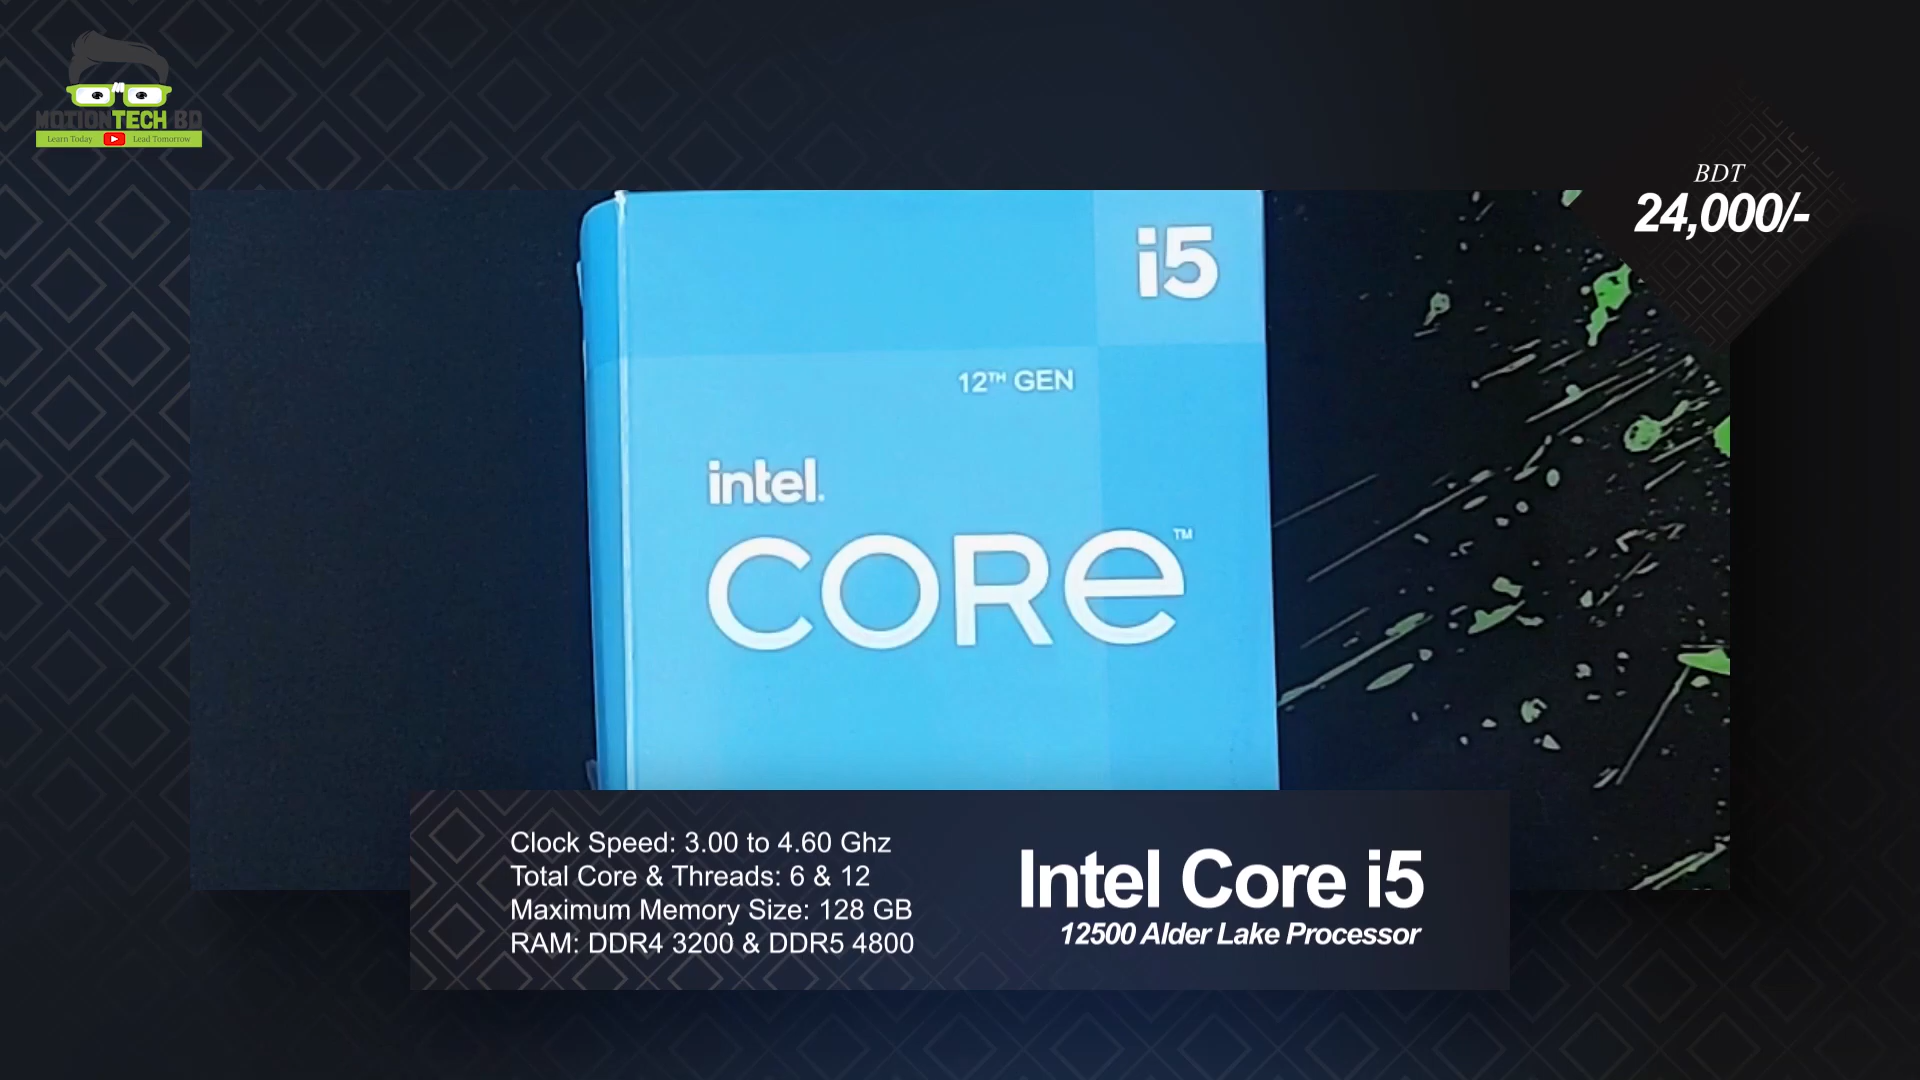 MOTIONTECH BD
Learn Today Lead Tomorrow
BDT
24,000/-
i5
12TH GEN
intel.
CORE™
Clock Speed: 3.00 to 4.60 Ghz
Total Core & Threads: 6 & 12
Maximum Memory Size: 128 GB
RAM: DDR4 3200 & DDR5 4800
Intel Core i5
12500 Alder Lake Processor